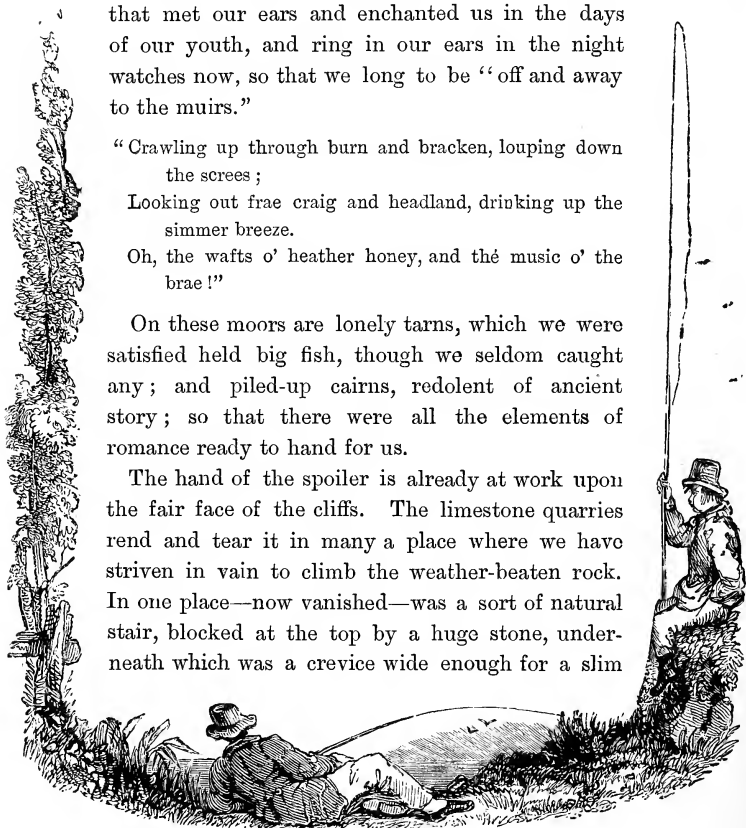 that met our ears and enchanted us in the days
of our youth, and ring in our ears in the night
watches now, so that we long to be “off and away
to the muirs.”
“Crawling up through burn and bracken, louping down
the screes;
Looking out frae craig and headland, drinking up the
simmer breeze.
Oh, the wafts o’ heather honey, and thé music o’ the
brae!”
On these moors are lonely tarns, which we were
satisfied held big fish, though we seldom caught
any; and piled-up cairns, redolent of ancient
story; so that there were all the elements of
romance ready to hand for us.
The hand of the spoiler is already at work upon
the fair face of the cliffs. The limestone quarries
rend and tear it in many a place where we have
striven in vain to climb the weather-beaten rock.
In one place—now vanished—was a sort of natural
stair, blocked at the top by a huge stone, under-
neath which was a crevice wide enough for a slim